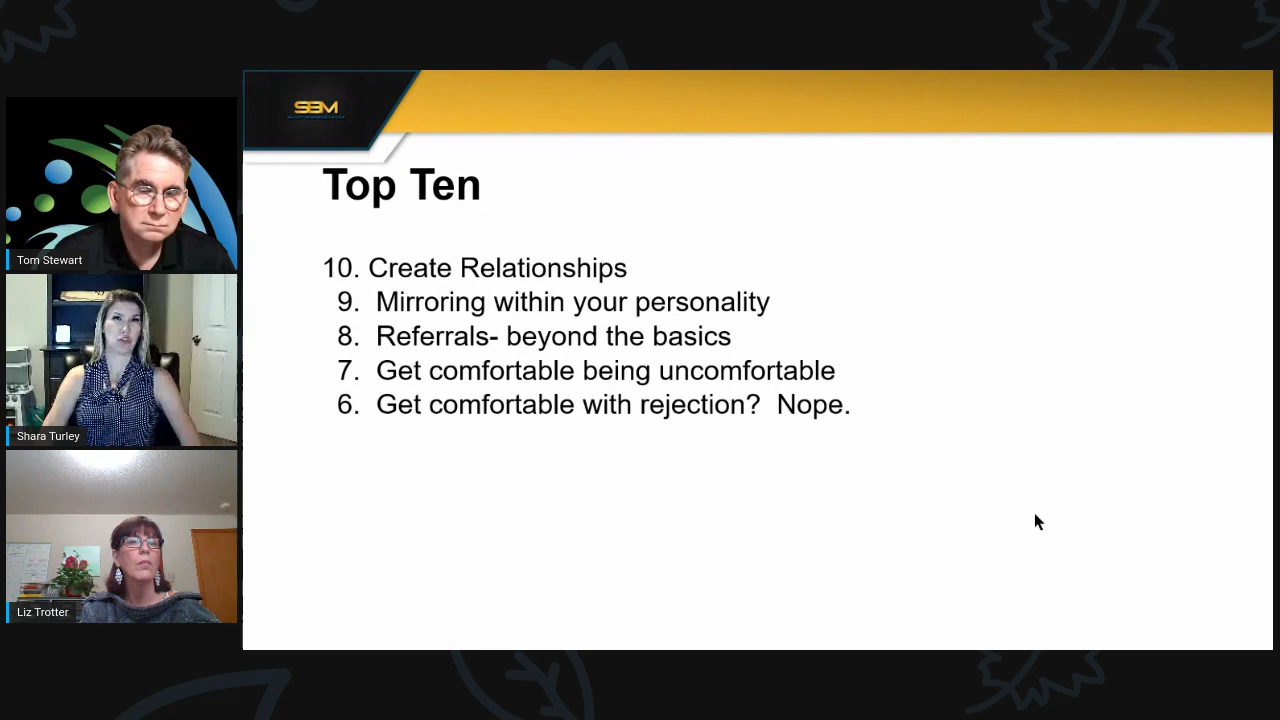 Tom Stewart
Shara Turley
Liz Trotter
SBM
Top Ten
10. Create Relationships
9. Mirroring within your personality
8. Referrals- beyond the basics
7. Get comfortable being uncomfortable
6. Get comfortable with rejection? Nope.